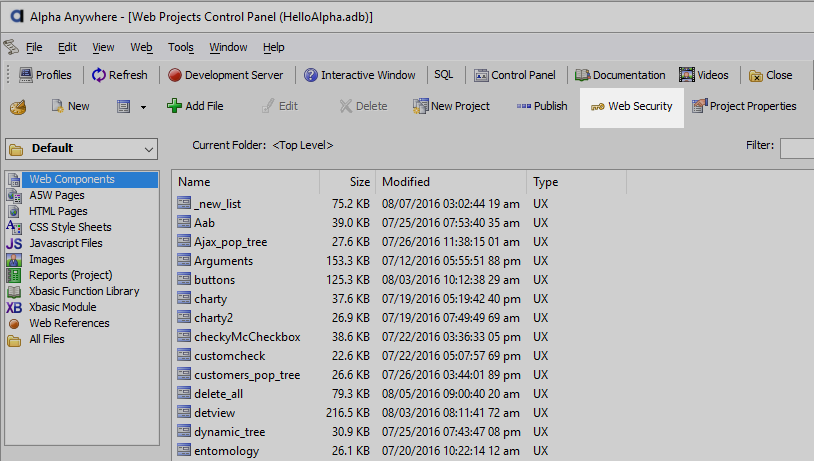 Alpha Anywhere - [Web Projects Control Panel (HelloAlpha.adb)]
File Edit View Web Tools Window Help
Profiles Refresh Development Server Interactive Window SQL Control Panel Documentation Videos Close
New Add File Edit Delete New Project Publish Web Security Project Properties
Default Current Folder: <Top Level> Filter:
Web Components
A5W Pages
HTML Pages
CSS Style Sheets
JS Javascript Files
Images
Reports (Project)
Xbasic Function Library
XB Xbasic Module
Web References
All Files
Name Size Modified Type
_new_list 75.2 KB 08/07/2016 03:02:44 19 am UX
Aab 39.0 KB 07/25/2016 07:53:40 35 am UX
Ajax_pop_tree 27.6 KB 07/26/2016 11:38:15 01 am UX
Arguments 153.3 KB 07/12/2016 05:55:51 88 pm UX
buttons 125.3 KB 08/03/2016 10:12:38 29 am UX
charty 37.6 KB 07/19/2016 05:19:42 40 pm UX
charty2 26.9 KB 07/19/2016 07:49:49 69 am UX
checkyMcCheckbox 38.6 KB 07/22/2016 03:36:33 05 pm UX
customcheck 22.6 KB 07/22/2016 05:07:57 69 pm UX
customers_pop_tree 26.6 KB 07/26/2016 03:44:01 89 pm UX
delete_all 79.3 KB 08/05/2016 09:00:40 20 am UX
detview 216.5 KB 08/03/2016 08:11:41 72 am UX
dynamic_tree 30.9 KB 07/25/2016 07:43:47 08 pm UX
entomology 26.1 KB 07/20/2016 10:22:14 12 am UX